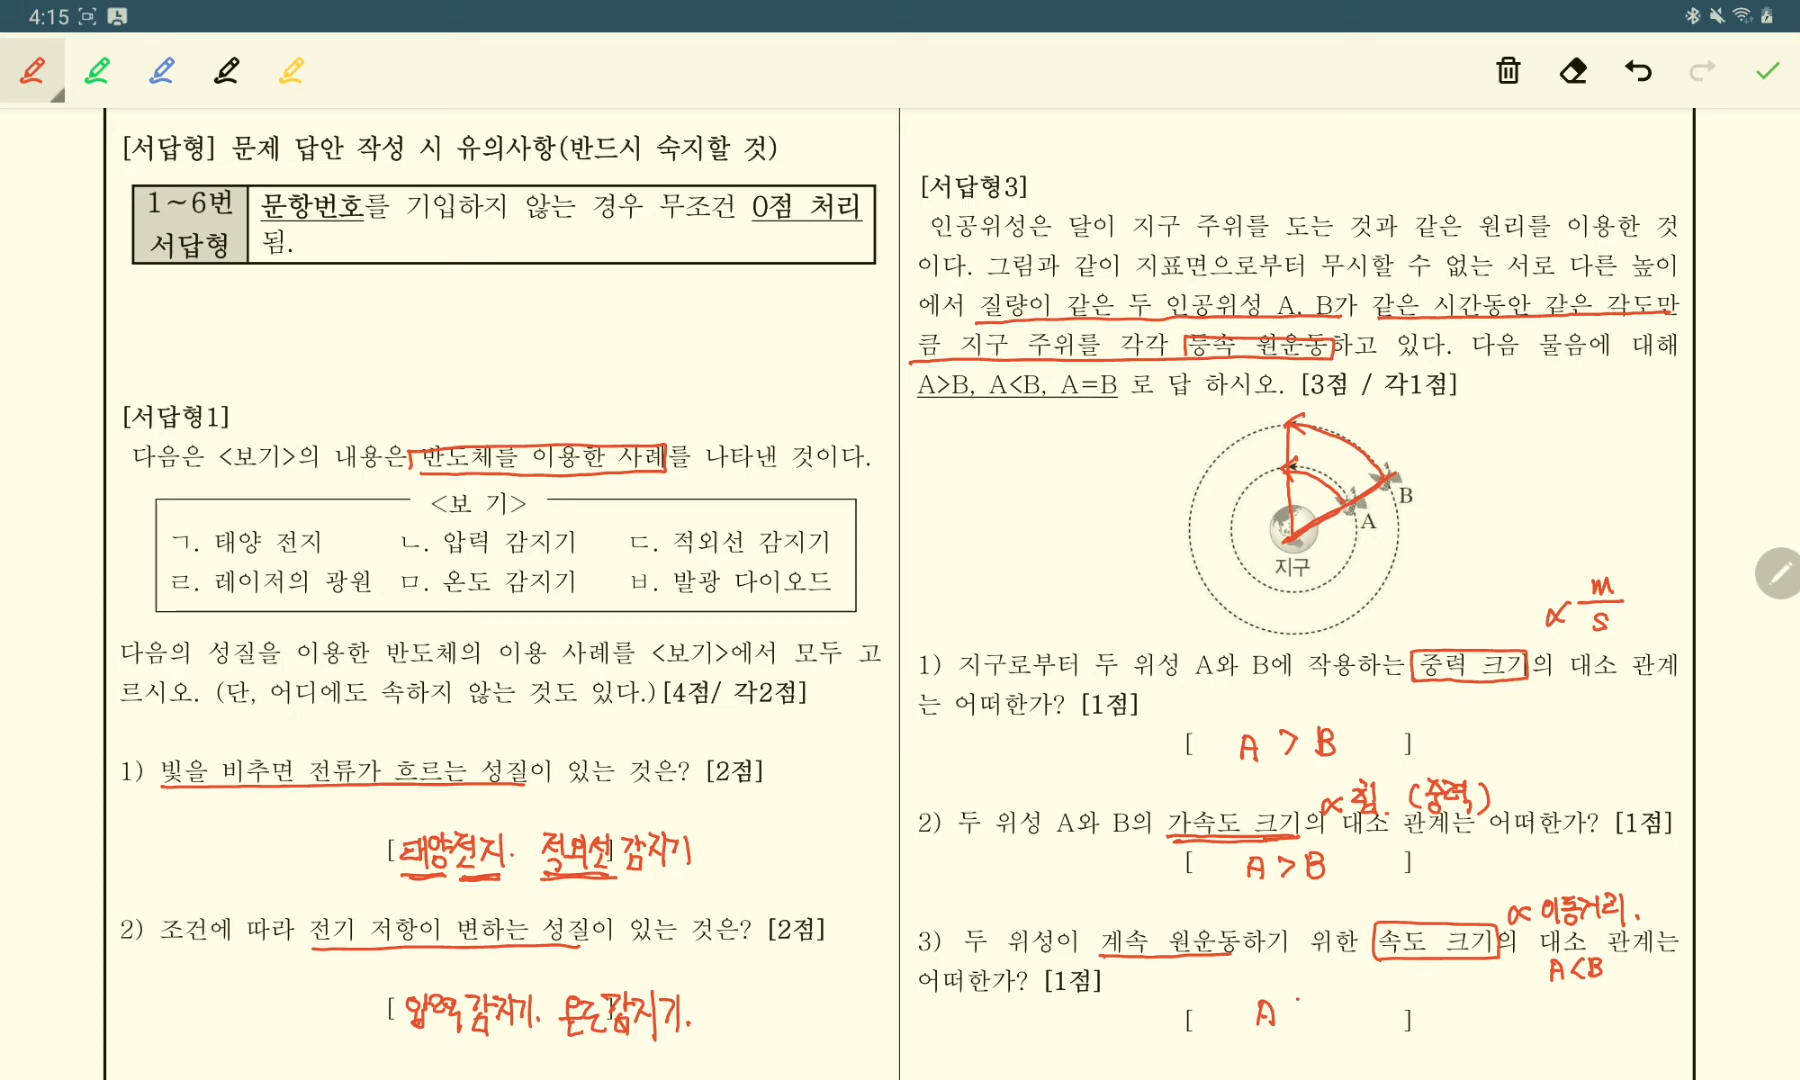 4:15
[서답형] 문제 답안 작성 시 유의사항(반드시 숙지할 것)
1~6번 서답형
문항번호를 기입하지 않는 경우 무조건 0점 처리
됨.
[서답형1]
다음은 <보기>의 내용은 반도체를 이용한 사례를 나타낸 것이다.
<보 기>
ㄱ. 태양 전지 ㄴ. 압력 감지기 ㄷ. 적외선 감지기
ㄹ. 레이저의 광원 ㅁ. 온도 감지기 ㅂ. 발광 다이오드
다음의 성질을 이용한 반도체의 이용 사례를 <보기>에서 모두 고
르시오. (단, 어디에도 속하지 않는 것도 있다.)[4점/ 각2점]
1) 빛을 비추면 전류가 흐르는 성질이 있는 것은? [2점]
[태양전지. 적외선감지기]
2) 조건에 따라 전기 저항이 변하는 성질이 있는 것은? [2점]
[압력감지기. 온도감지기.]
[서답형3]
인공위성은 달이 지구 주위를 도는 것과 같은 원리를 이용한 것
이다. 그림과 같이 지표면으로부터 무시할 수 없는 서로 다른 높이
에서 질량이 같은 두 인공위성 A, B가 같은 시간동안 같은 각도만
큼 지구 주위를 각각 등속 원운동하고 있다. 다음 물음에 대해
A>B, A<B, A=B 로 답 하시오. [3점 / 각1점]
B
A
지구
∝ m/s
1) 지구로부터 두 위성 A와 B에 작용하는 중력 크기의 대소 관계
는 어떠한가? [1점]
[ A > B ]
∝ 힘. (중력)
2) 두 위성 A와 B의 가속도 크기의 대소 관계는 어떠한가? [1점]
[ A > B ]
∝ 이동거리.
3) 두 위성이 계속 원운동하기 위한 속도 크기의 대소 관계는
A<B
어떠한가? [1점]
[ A ]